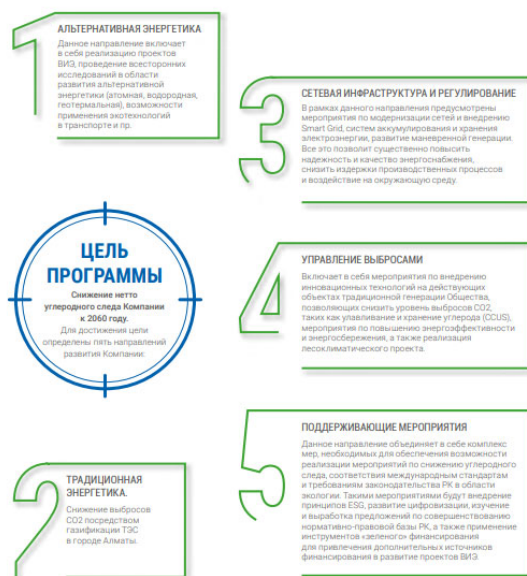 1
АЛЬТЕРНАТИВНАЯ ЭНЕРГЕТИКА
Данное направление включает
в себя реализацию проектов
ВИЭ, проведение всесторонних
исследований в области
развития альтернативной
энергетики (атомная, водородная,
геотермальная), возможности
применения экотехнологий
в транспорте и пр.
ЦЕЛЬ
ПРОГРАММЫ
Снижение нетто
углеродного следа Компании
к 2060 году.
Для достижения цели
определены пять направлений
развития Компании:
2
ТРАДИЦИОННАЯ
ЭНЕРГЕТИКА.
Снижение выбросов
СО2 посредством
газификации ТЭС
в городе Алматы.
3
СЕТЕВАЯ ИНФРАСТРУКТУРА И РЕГУЛИРОВАНИЕ
В рамках данного направления предусмотрены
мероприятия по модернизации сетей и внедрению
Smart Grid, систем аккумулирования и хранения
электроэнергии, развитие маневренной генерации.
Все это позволит существенно повысить
надежность и качество энергоснабжения,
снизить издержки производственных процессов
и воздействие на окружающую среду.
4
УПРАВЛЕНИЕ ВЫБРОСАМИ
Включает в себя мероприятия по внедрению
инновационных технологий на действующих
объектах традиционной генерации Общества,
позволяющих снизить уровень выбросов СО2,
таких как улавливание и хранение углерода (CCUS),
мероприятия по повышению энергоэффективности
и энергосбережения, а также реализация
лесоклиматического проекта.
5
ПОДДЕРЖИВАЮЩИЕ МЕРОПРИЯТИЯ
Данное направление объединяет в себе комплекс
мер, необходимых для обеспечения возможности
реализации мероприятий по снижению углеродного
следа, соответствия международным стандартам
и требованиям законодательства РК в области
экологии. Такими мероприятиями будут внедрение
принципов ESG, развитие цифровизации, изучение
и выработка предложений по совершенствованию
нормативно-правовой базы РК, а также применение
инструментов «зеленого» финансирования
для привлечения дополнительных источников
финансирования в развитие проектов ВИЭ